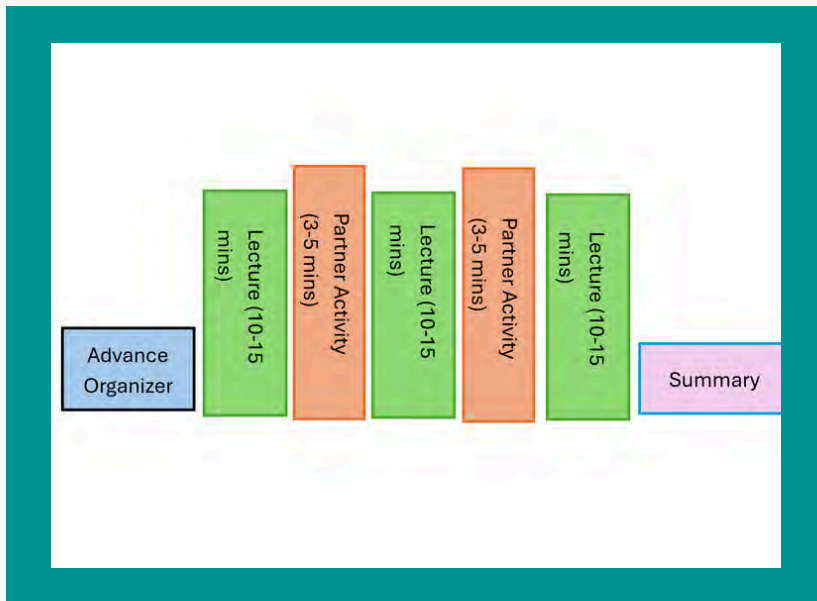 Advance
Organizer
Lecture (10-15
mins)
Partner Activity
(3-5 mins)
Lecture (10-15
mins)
Partner Activity
(3-5 mins)
Lecture (10-15
mins)
Summary